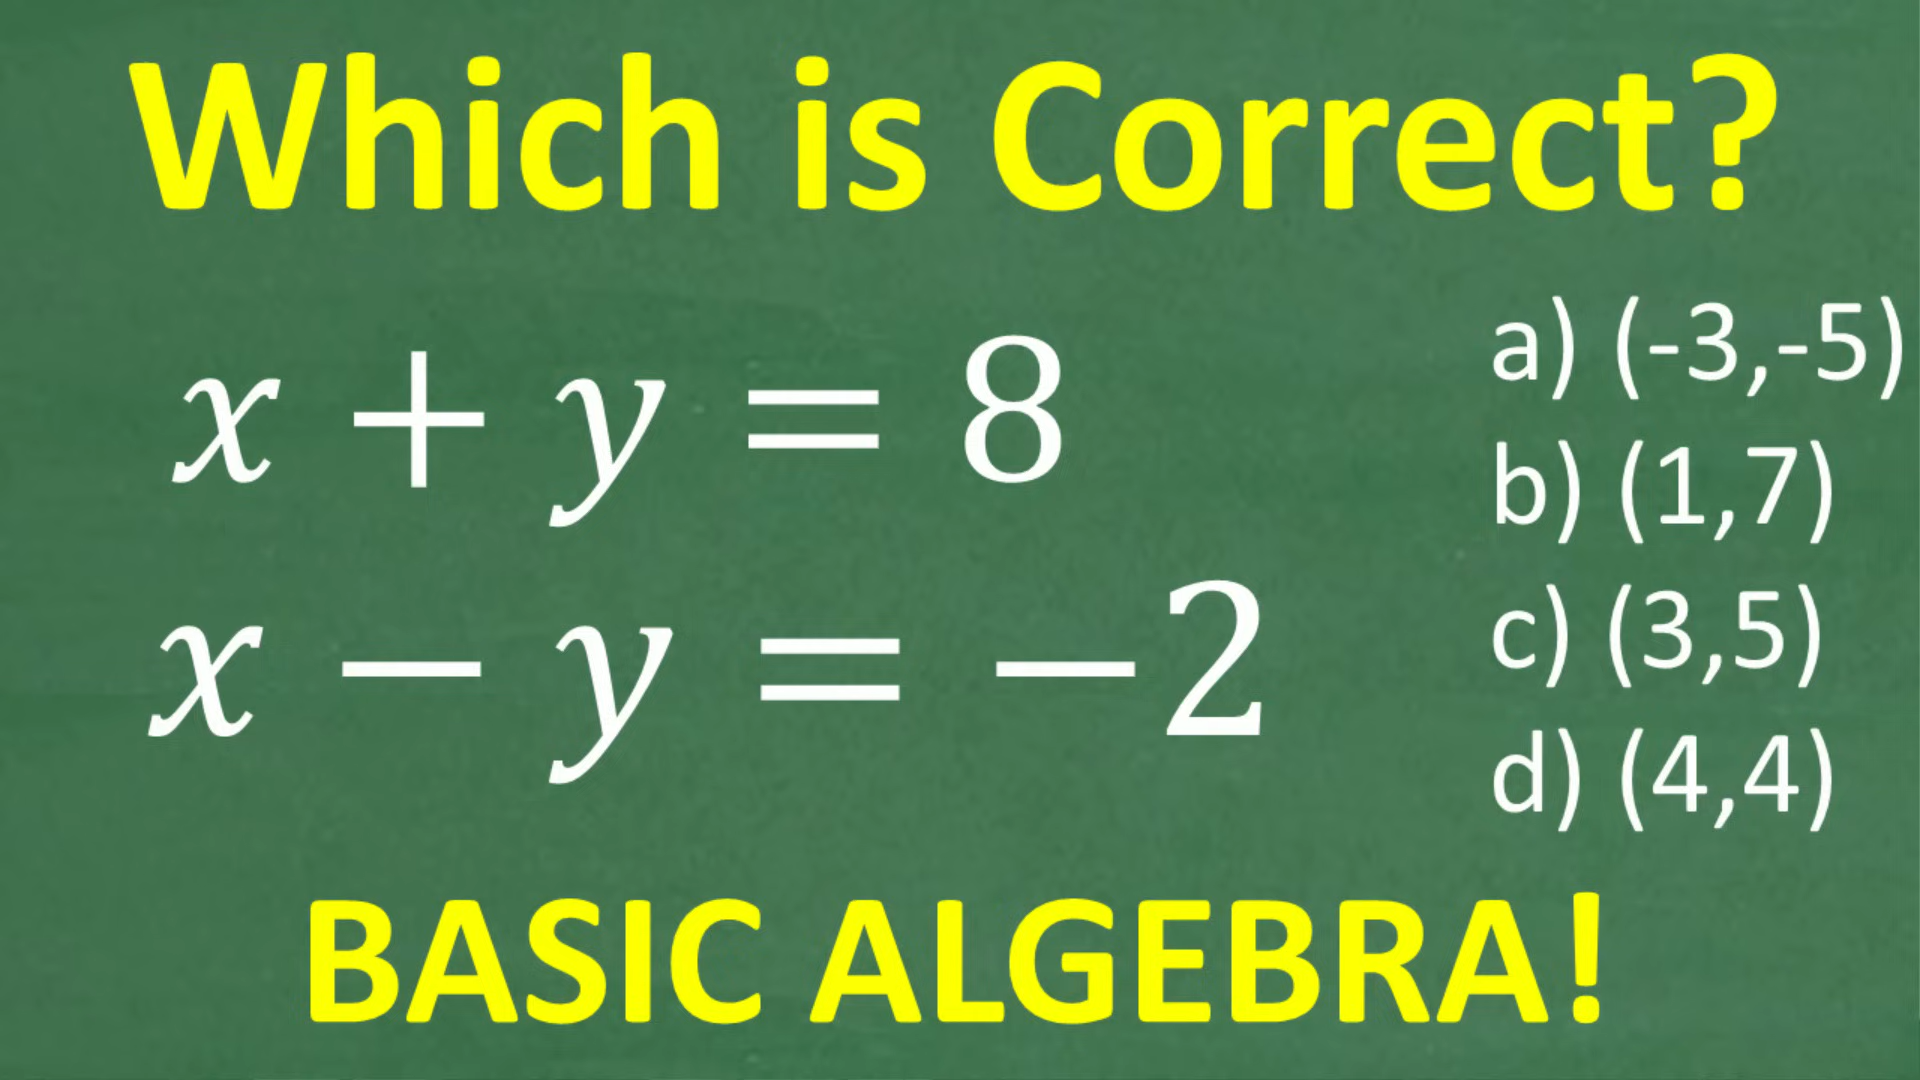 Which is Correct?
x + y = 8
x − y = −2
a) (-3,-5)
b) (1,7)
c) (3,5)
d) (4,4)
BASIC ALGEBRA!